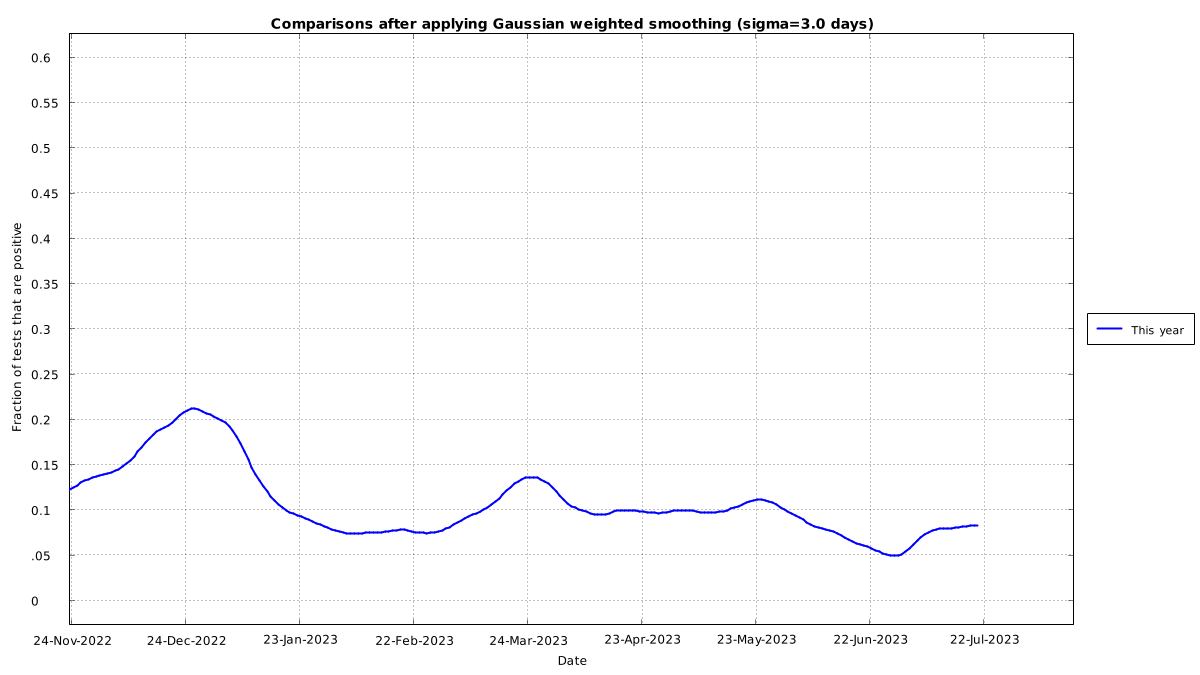 Comparisons after applying Gaussian weighted smoothing (sigma=3.0 days)
0.6
0.55
0.5
0.45
0.4
0.35
0.3
0.25
0.2
0.15
0.1
.05
0
Fraction of tests that are positive
This year
24-Nov-2022 24-Dec-2022 23-Jan-2023 22-Feb-2023 24-Mar-2023 23-Apr-2023 23-May-2023 22-Jun-2023 22-Jul-2023
Date